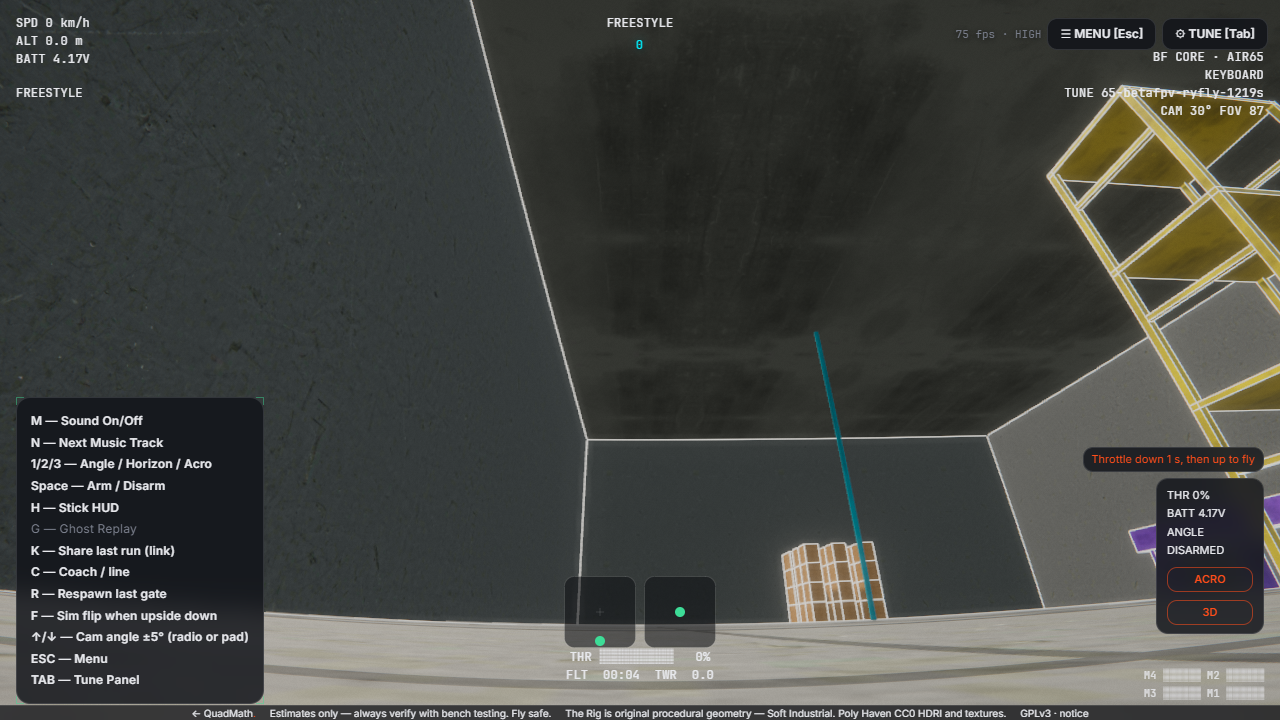 SPD 0 km/h
ALT 0.0 m
BATT 4.17V
FREESTYLE
FREESTYLE
0
75 fps · HIGH
☰ MENU [Esc]
⚙ TUNE [Tab]
BF CORE · AIR65
KEYBOARD
TUNE 65-betafpv-ryfly-1219s
CAM 30° FOV 87
M — Sound On/Off
N — Next Music Track
1/2/3 — Angle / Horizon / Acro
Space — Arm / Disarm
H — Stick HUD
G — Ghost Replay
K — Share last run (link)
C — Coach / line
R — Respawn last gate
F — Sim flip when upside down
↑/↓ — Cam angle ±5° (radio or pad)
ESC — Menu
TAB — Tune Panel
THR 0%
FLT 00:04 TWR 0.0
Throttle down 1 s, then up to fly
THR 0%
BATT 4.17V
ANGLE
DISARMED
ACRO
3D
M4 M2
M3 M1
← QuadMath. Estimates only — always verify with bench testing. Fly safe. The Rig is original procedural geometry — Soft Industrial. Poly Haven CC0 HDRI and textures. GPLv3 · notice